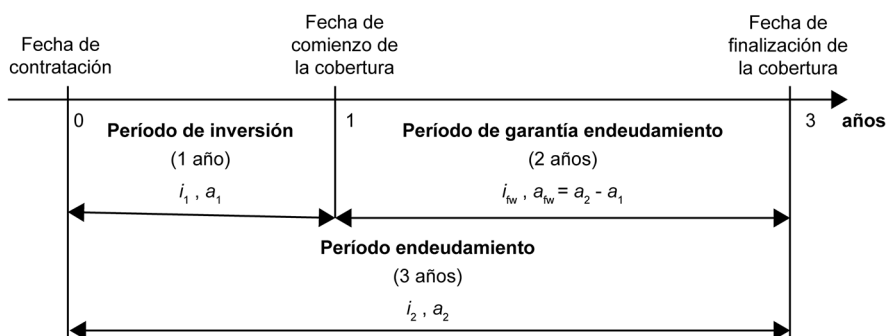 Fecha de
contratación
Fecha de
comienzo de
la cobertura
Fecha de
finalización de
la cobertura
0
1
3
años
Período de inversión
(1 año)
i₁ , a₁
Período de garantía endeudamiento
(2 años)
i_fw , a_fw = a₂ - a₁
Período endeudamiento
(3 años)
i₂ , a₂